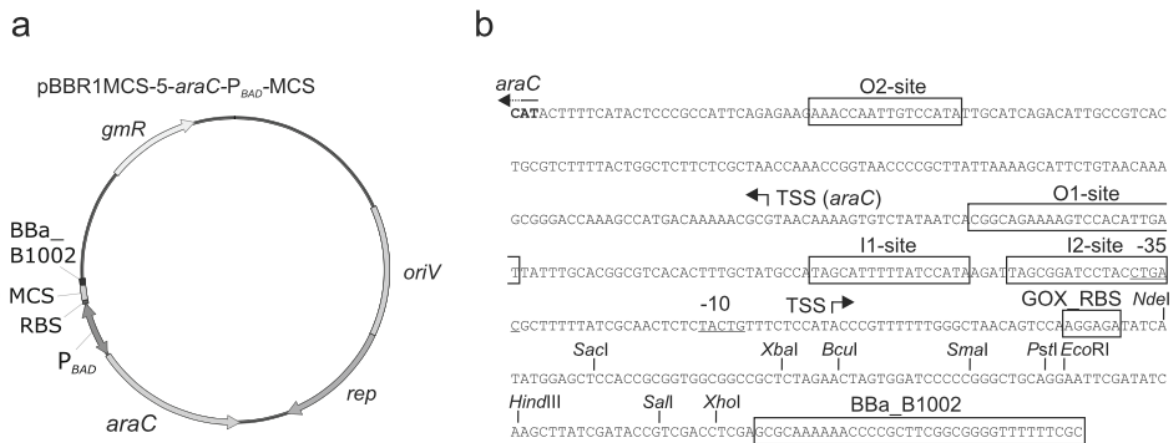 a
pBBR1MCS-5-araC-P_BAD-MCS
gmR
BBa_
B1002
MCS
RBS
P_BAD
araC
rep
oriV
b
araC
O2-site
CATACTTTTCATACTCCCGCCATTCAGAGAAGAAACCAATTGTCCATATTGCATCAGACATTGCCGTCAC
TGCGTCTTTTACTGGCTCTTCTCGCTAACCAAACCGGTAACCCCGCTTATTAAAAGCATTCTGTAACAAA
TSS (araC) O1-site
GCGGGACCAAAGCCATGACAAAAACGCGTAACAAAAGTGTCTATAATCACGGCAGAAAAGTCCACATTGA
I1-site I2-site -35
TTATTTGCACGGCGTCACACTTTGCTATGCCATAGCATTTTTATCCATAAGATTAGCGGATCCTACCTGA
-10 TSS GOX_RBS NdeI
CGCTTTTTATCGCAACTCTCTACTGTTTCTCCATACCCGTTTTTTGGGCTAACAGTCCAAGGAGATATCA
SacI XbaI BcuI SmaI PstI EcoRI
TATGGAGCTCCACCGCGGTGGCGGCCGCTCTAGAACTAGTGGATCCCCCGGGCTGCAGGAATTCGATATC
HindIII SalI XhoI BBa_B1002
AAGCTTATCGATACCGTCGACCTCGAGCGCAAAAAACCCCGCTTCGGCGGGGTTTTTTCGC